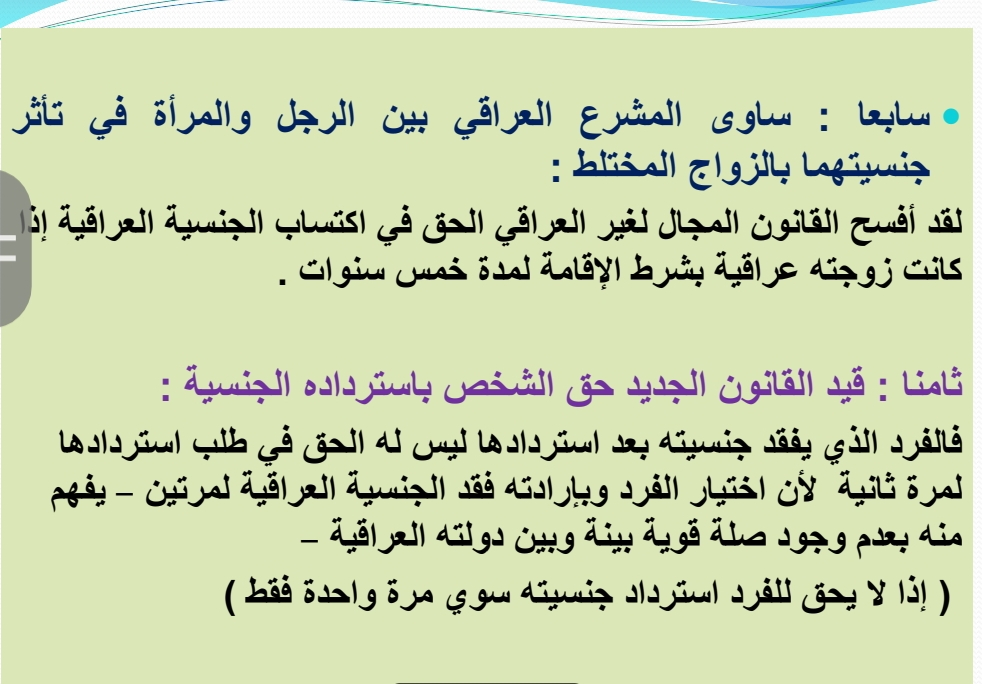 • سابعا : ساوى المشرع العراقي بين الرجل والمرأة في تأثر
جنسيتهما بالزواج المختلط :
لقد أفسح القانون المجال لغير العراقي الحق في اكتساب الجنسية العراقية إذا
كانت زوجته عراقية بشرط الإقامة لمدة خمس سنوات .
ثامنا : قيد القانون الجديد حق الشخص باسترداده الجنسية :
فالفرد الذي يفقد جنسيته بعد استردادها ليس له الحق في طلب استردادها
لمرة ثانية لأن اختيار الفرد وبإرادته فقد الجنسية العراقية لمرتين – يفهم
منه بعدم وجود صلة قوية بينة وبين دولته العراقية –
( إذا لا يحق للفرد استرداد جنسيته سوي مرة واحدة فقط )